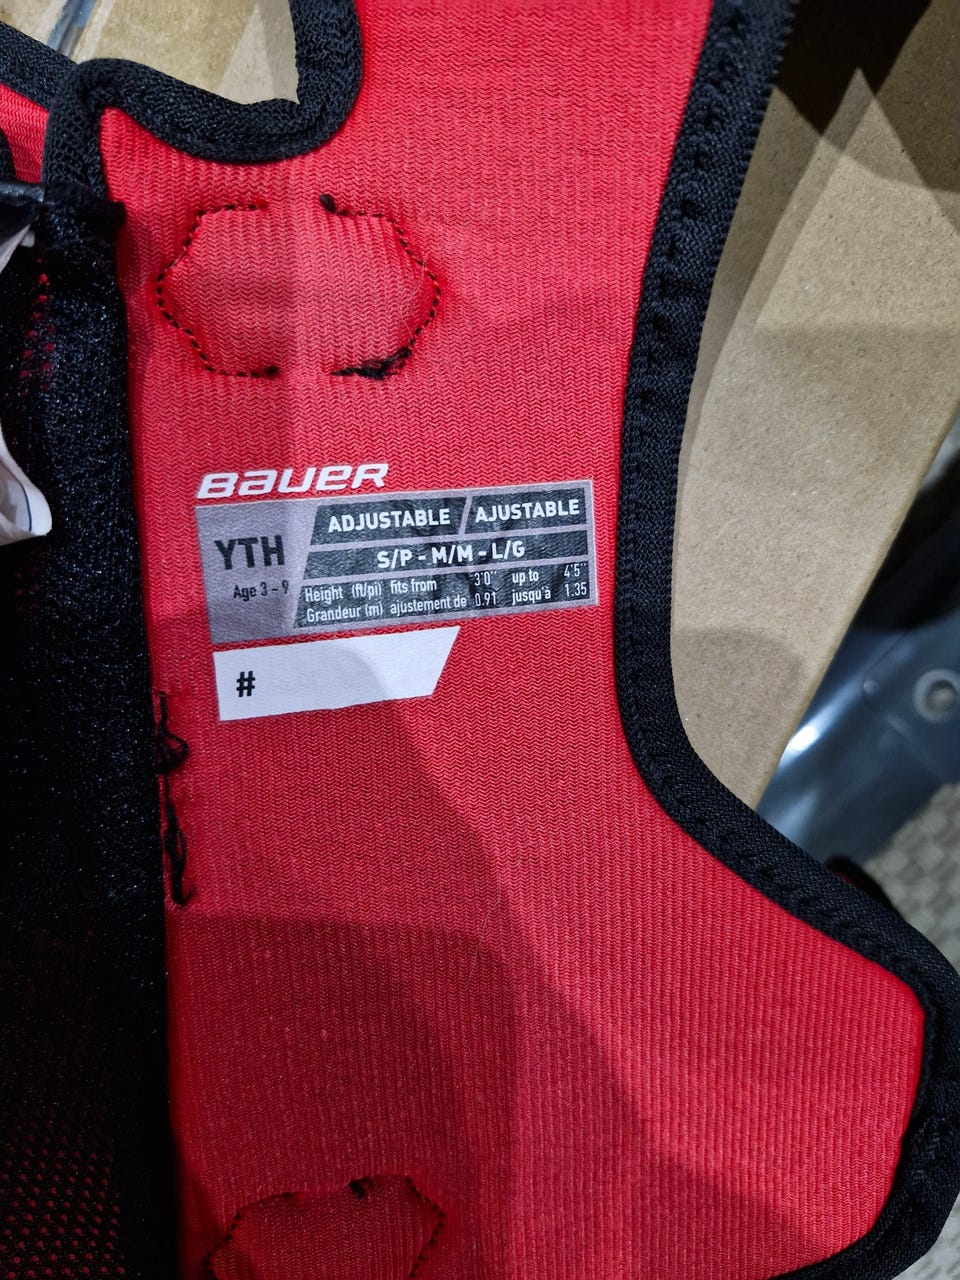 BAUER
YTH
Age 3 - 9
ADJUSTABLE AJUSTABLE
S/P - M/M - L/G
Height (ft/pi) fits from 3'0" up to 4'5"
Grandeur (m) ajustement de 0.91 jusqu'à 1.35
#